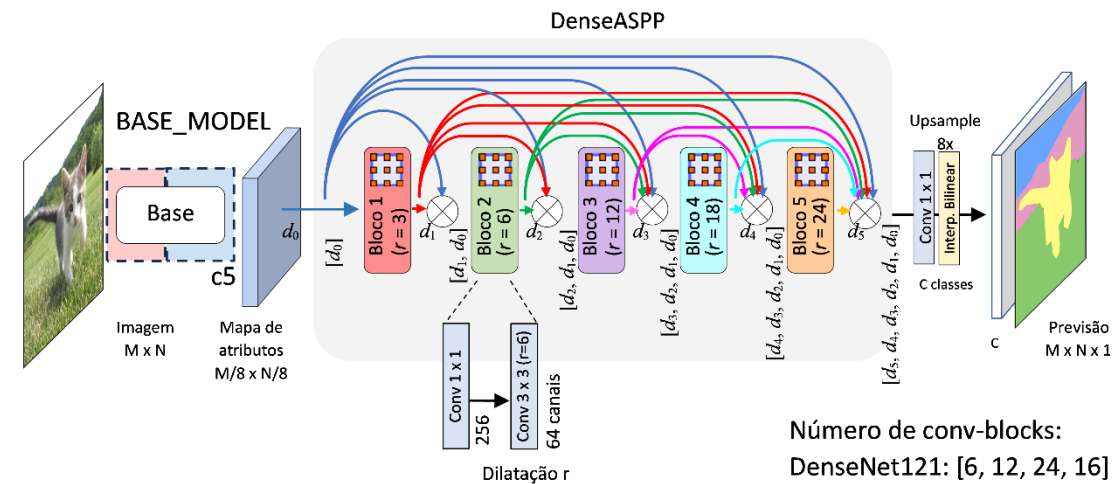 DenseASPP
BASE_MODEL
Base
c5
Imagem
M x N
d₀
Mapa de
atributos
M/8 x N/8
[d₀]
Bloco 1
(r = 3)
d₁
[d₁, d₀]
Bloco 2
(r = 6)
d₂
[d₂, d₁, d₀]
Bloco 3
(r = 12)
d₃
[d₃, d₂, d₁, d₀]
Bloco 4
(r = 18)
d₄
[d₄, d₃, d₂, d₁, d₀]
Bloco 5
(r = 24)
d₅
[d₅, d₄, d₃, d₂, d₁, d₀]
Conv 1 x 1
256
Conv 3 x 3 (r=6)
64 canais
Dilatação r
Upsample
8x
Conv 1 x 1
Interp. Bilinear
C classes
C
Previsão
M x N x 1
Número de conv-blocks:
DenseNet121: [6, 12, 24, 16]